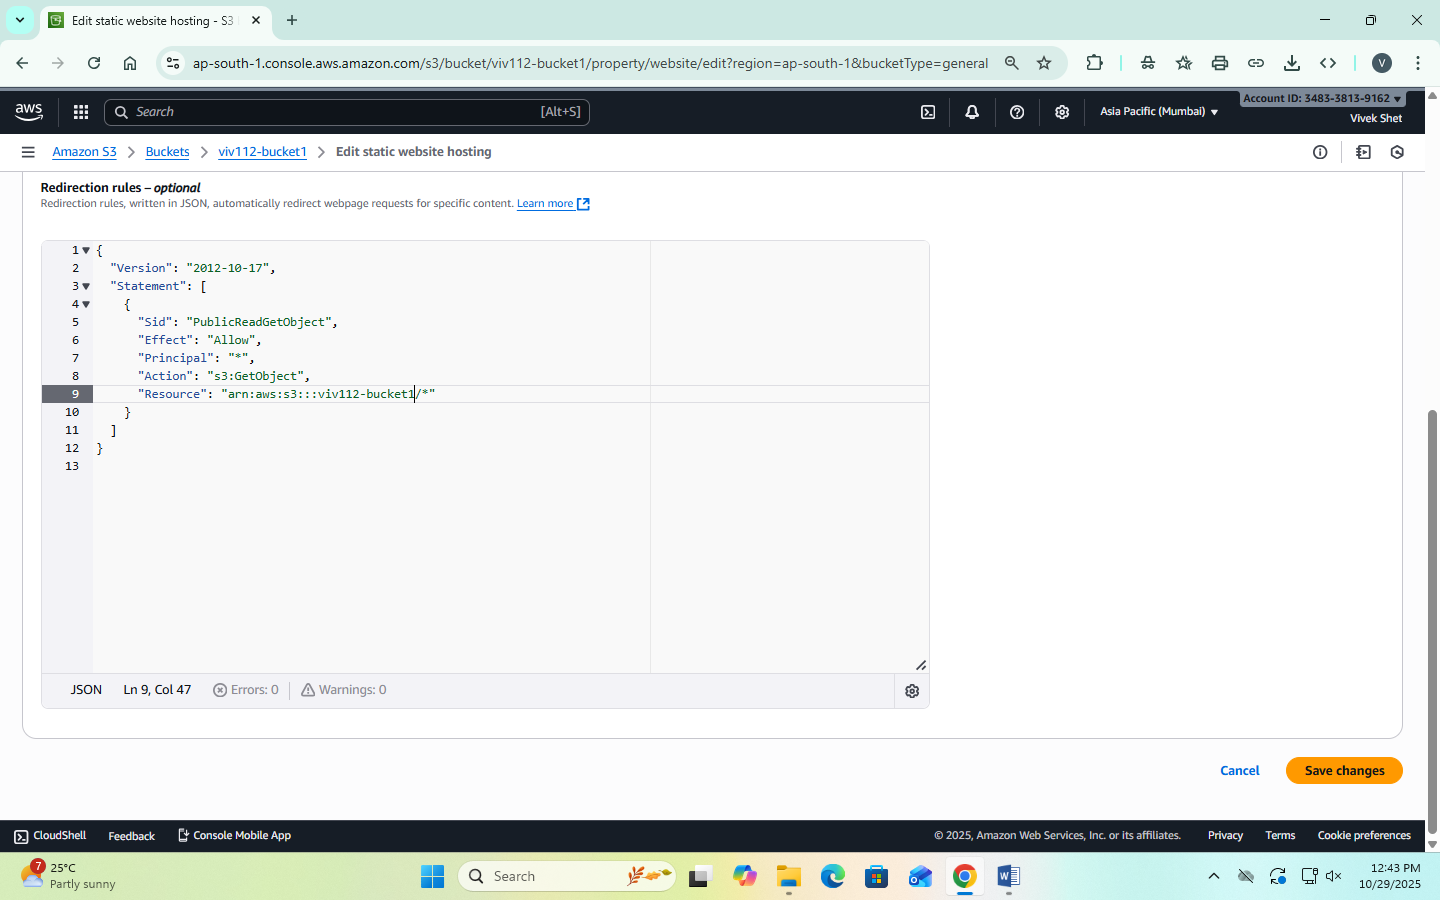 Edit static website hosting - S3
ap-south-1.console.aws.amazon.com/s3/bucket/viv112-bucket1/property/website/edit?region=ap-south-1&bucketType=general
V
aws
Search
[Alt+S]
Asia Pacific (Mumbai)
Account ID: 3483-3813-9162
Vivek Shet
Amazon S3
Buckets
viv112-bucket1
Edit static website hosting
Redirection rules – optional
Redirection rules, written in JSON, automatically redirect webpage requests for specific content. Learn more
1 {
2 "Version": "2012-10-17",
3 "Statement": [
4 {
5 "Sid": "PublicReadGetObject",
6 "Effect": "Allow",
7 "Principal": "*",
8 "Action": "s3:GetObject",
9 "Resource": "arn:aws:s3:::viv112-bucket1/*"
10 }
11 ]
12 }
13
JSON
Ln 9, Col 47
Errors: 0
Warnings: 0
Cancel
Save changes
CloudShell
Feedback
Console Mobile App
© 2025, Amazon Web Services, Inc. or its affiliates.
Privacy
Terms
Cookie preferences
7
25°C
Partly sunny
Search
12:43 PM
10/29/2025